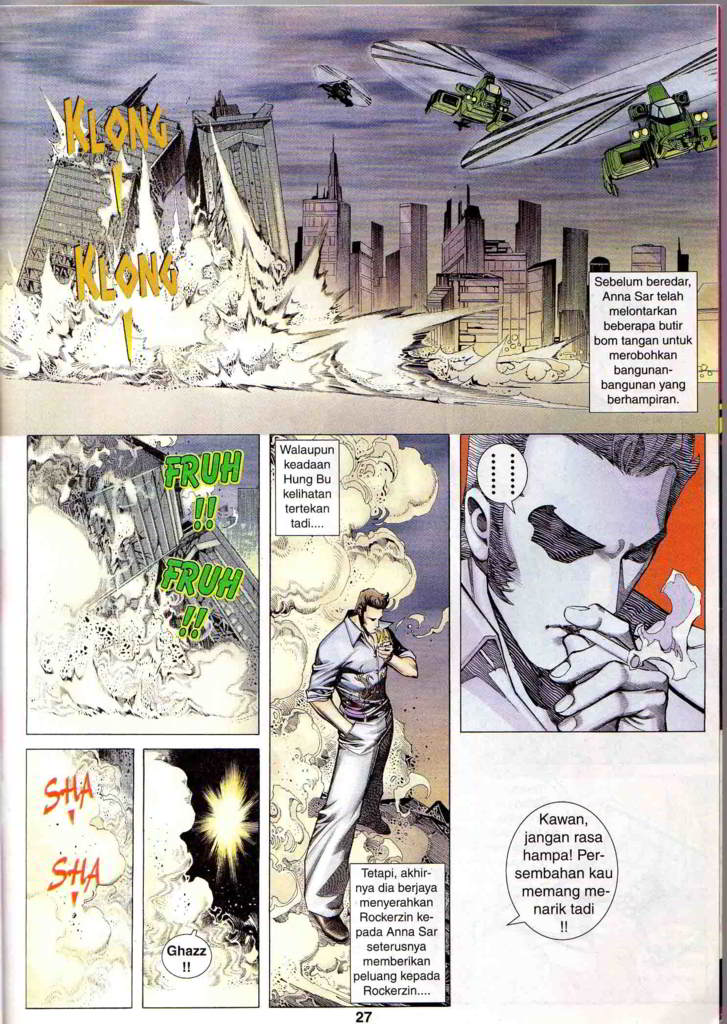 KLONG
!
KLONG
!
Sebelum beredar,
Anna Sar telah
melontarkan
beberapa butir
bom tangan untuk
merobohkan
bangunan-
bangunan yang
berhampiran.
FRUH
!!
FRUH
!!
Walaupun
keadaan
Hung Bu
kelihatan
tertekan
tadi....
SHA
!
SHA
!
Ghazz
!!
Tetapi, akhir-
nya dia berjaya
menyerahkan
Rockerzin ke-
pada Anna Sar
seterusnya
memberikan
peluang kepada
Rockerzin....
Kawan,
jangan rasa
hampa! Per-
sembahan kau
memang me-
narik tadi
!!
27